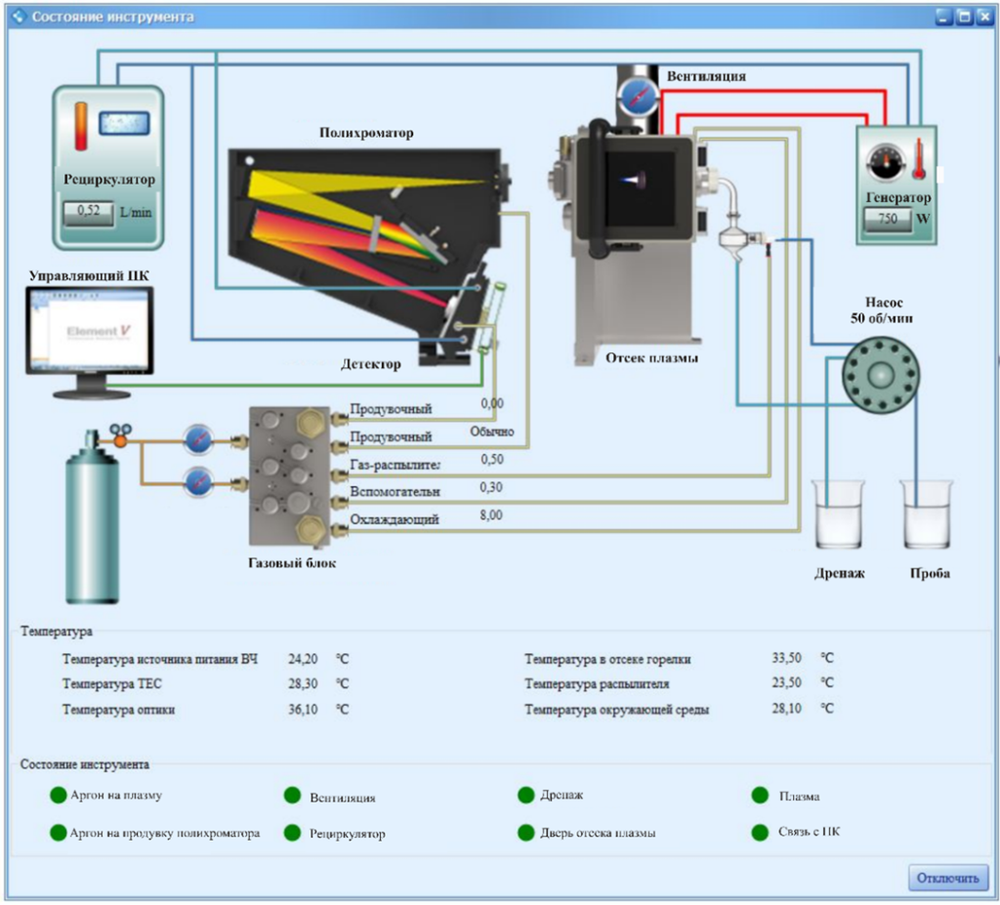 Состояние инструмента
Вентиляция
Полихроматор
Рециркулятор
0,52 L/min
Генератор
750 W
Управляющий ПК
Element V
Насос
50 об/мин
Детектор
Отсек плазмы
Продувочный 0,00
Продувочный Обычно
Газ-распылител 0,50
Вспомогательн 0,30
Охлаждающий 8,00
Газовый блок
Дренаж
Проба
Температура
Температура источника питания ВЧ 24,20 °C
Температура в отсеке горелки 33,50 °C
Температура ТЕС 28,30 °C
Температура распылителя 23,50 °C
Температура оптики 36,10 °C
Температура окружающей среды 28,10 °C
Состояние инструмента
Аргон на плазму
Вентиляция
Дренаж
Плазма
Аргон на продувку полихроматора
Рециркулятор
Дверь отсека плазмы
Связь с ПК
Отключить